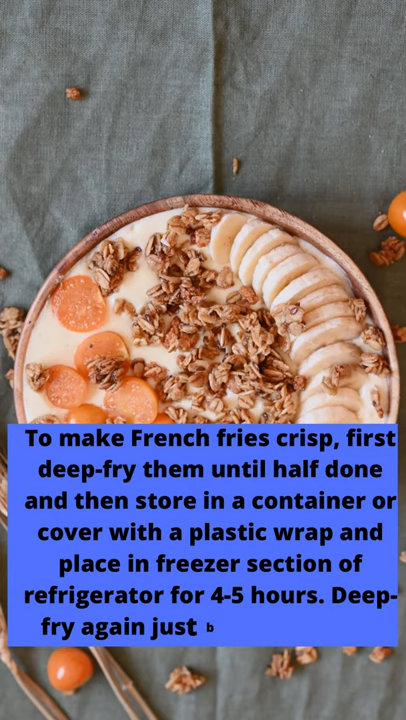 To make French fries crisp, first
deep-fry them until half done
and then store in a container or
cover with a plastic wrap and
place in freezer section of
refrigerator for 4-5 hours. Deep-
fry again just b